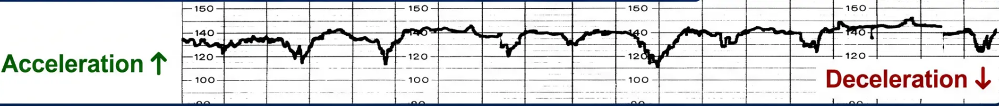 150 150 150 160
140 140 140 140
120 120 120 120
Acceleration ↑
100 100 100
Deceleration ↓